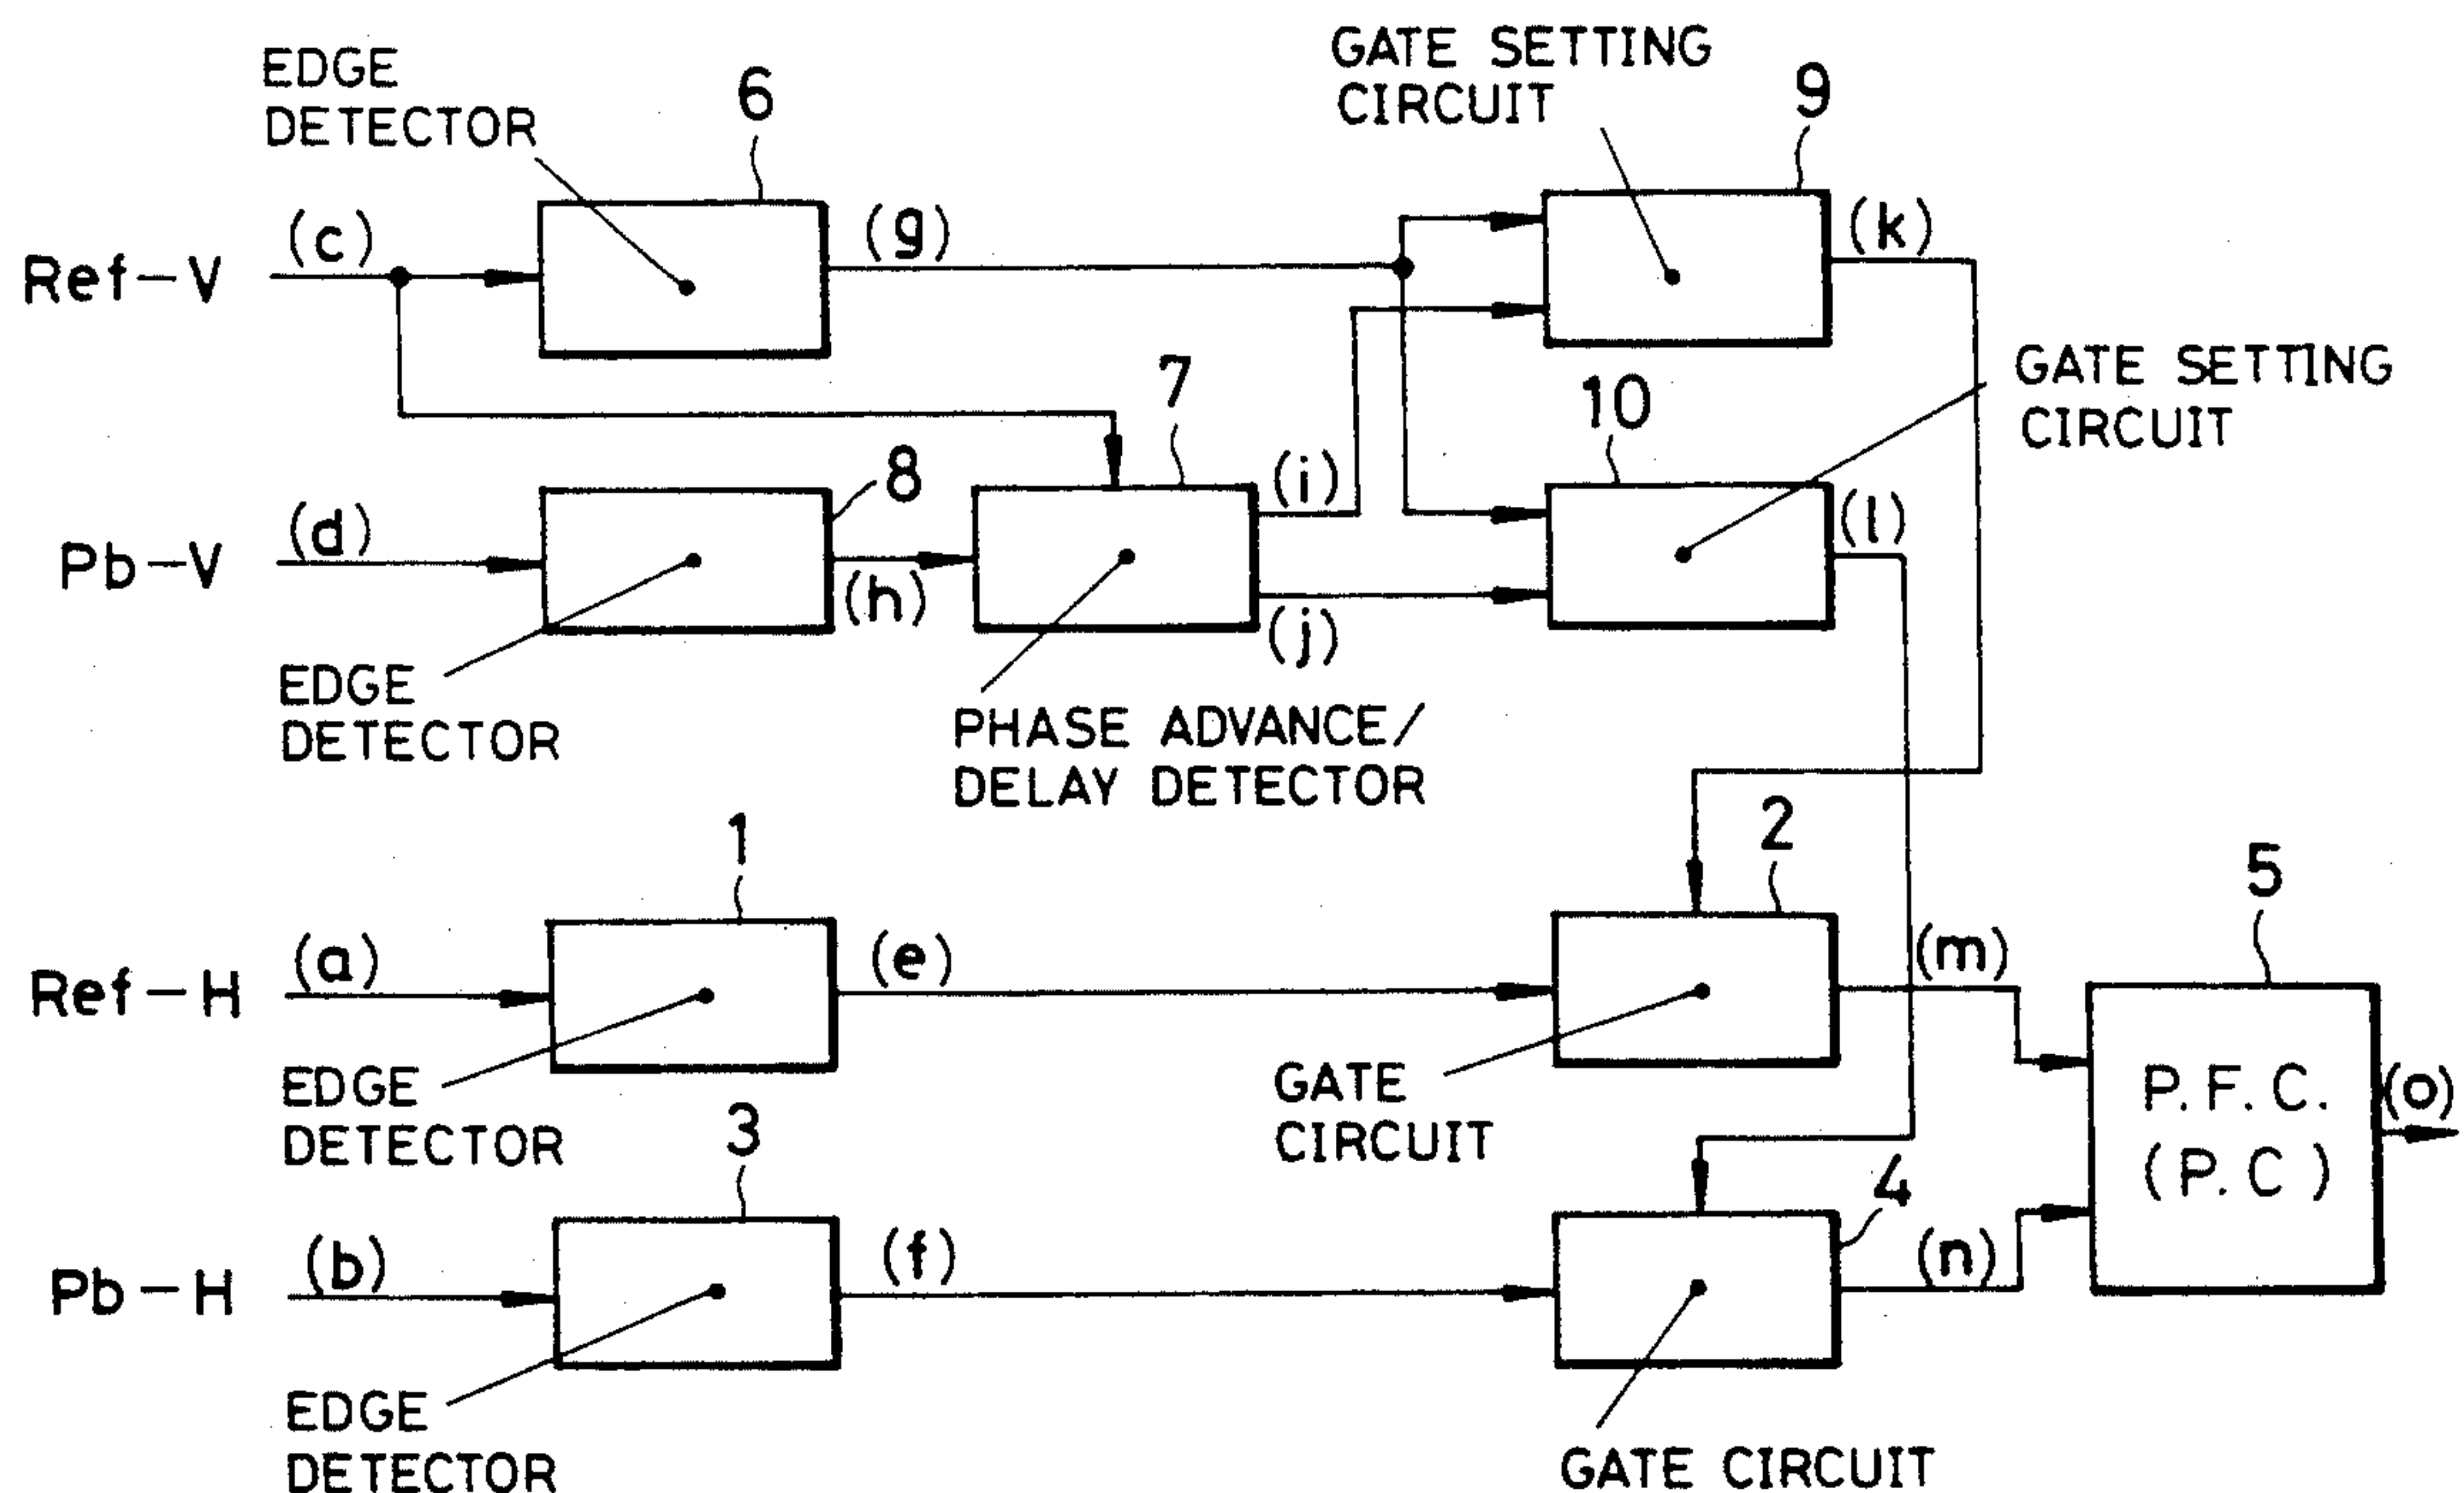 EDGE
DETECTOR
6
GATE SETTING
CIRCUIT
9
Ref-V
(c)
(g)
(k)
7
10
GATE SETTING
CIRCUIT
8
(i)
(l)
Pb-V
(d)
(h)
(j)
EDGE
DETECTOR
PHASE ADVANCE/
DELAY DETECTOR
1
2
5
Ref-H
(a)
(e)
(m)
EDGE
DETECTOR
GATE
CIRCUIT
P.F.C.
(P.C)
(o)
3
4
Pb-H
(b)
(f)
(n)
EDGE
DETECTOR
GATE CIRCUIT